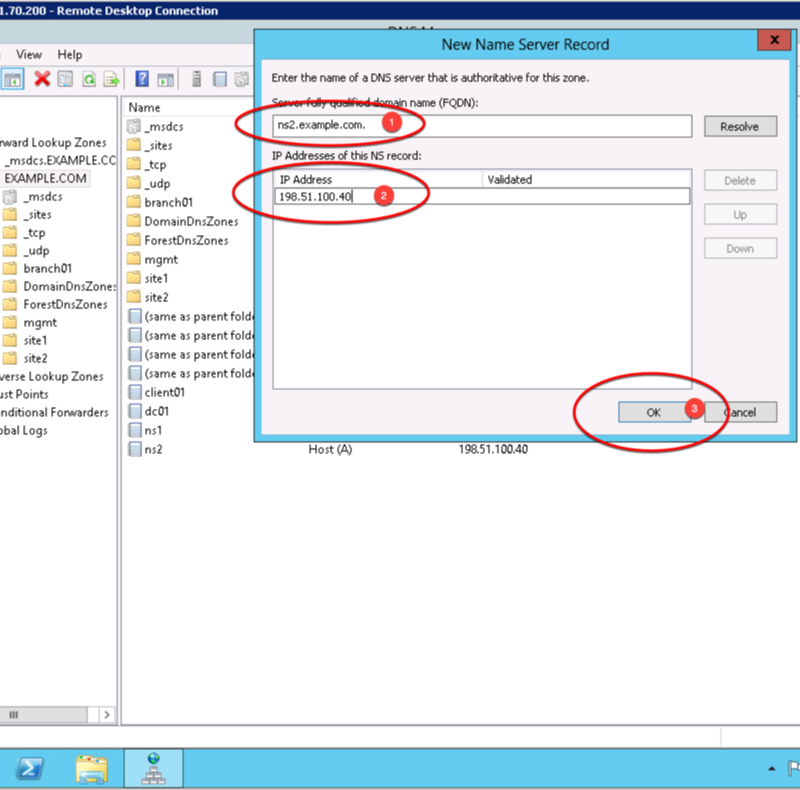 1.70.200 - Remote Desktop Connection
View Help
Name
_msdcs
_sites
_tcp
_udp
branch01
DomainDnsZones
ForestDnsZones
mgmt
site1
site2
(same as parent folde
(same as parent folde
(same as parent folde
(same as parent folde
client01
dc01
ns1
ns2 Host (A) 198.51.100.40
rward Lookup Zones
_msdcs.EXAMPLE.CC
EXAMPLE.COM
_msdcs
_sites
_tcp
_udp
branch01
DomainDnsZones
ForestDnsZones
mgmt
site1
site2
verse Lookup Zones
ust Points
nditional Forwarders
obal Logs
New Name Server Record
X
Enter the name of a DNS server that is authoritative for this zone.
Server fully qualified domain name (FQDN):
ns2.example.com. 1
Resolve
IP Addresses of this NS record:
IP Address Validated
198.51.100.40 2
Delete
Up
Down
OK 3 Cancel